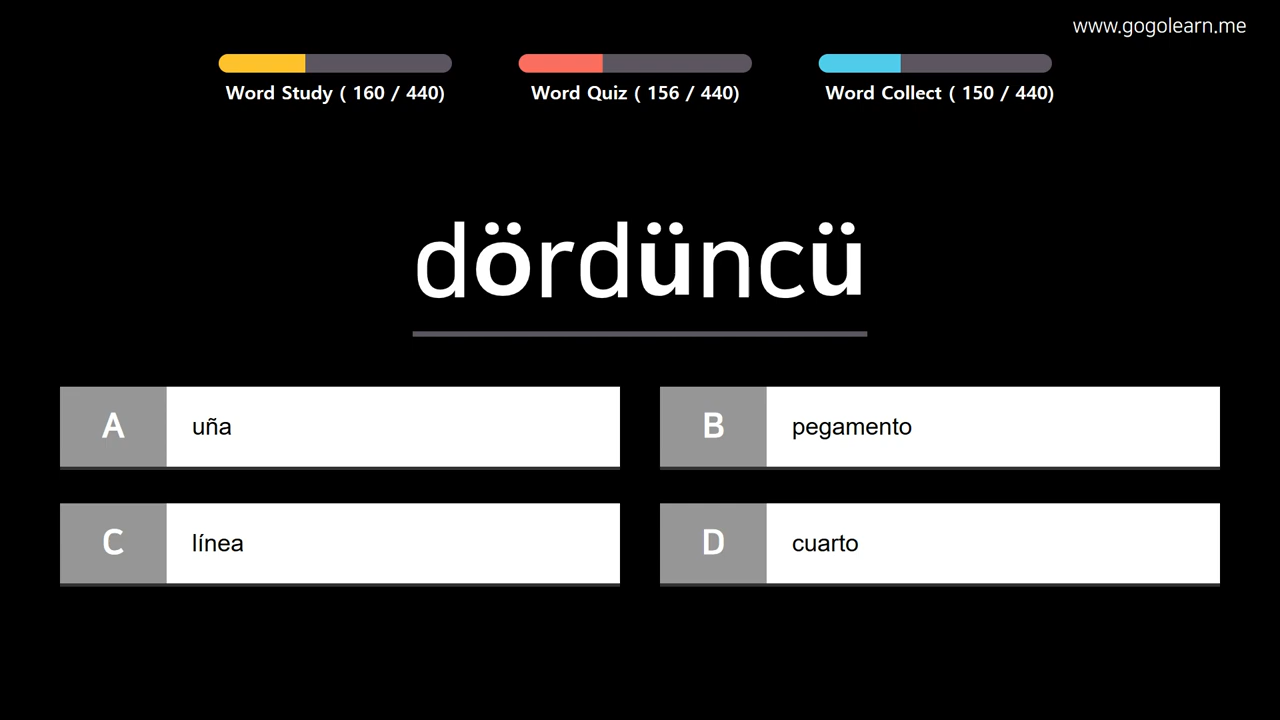 www.gogolearn.me
Word Study ( 160 / 440)
Word Quiz ( 156 / 440)
Word Collect ( 150 / 440)
dördüncü
A uña
B pegamento
C línea
D cuarto